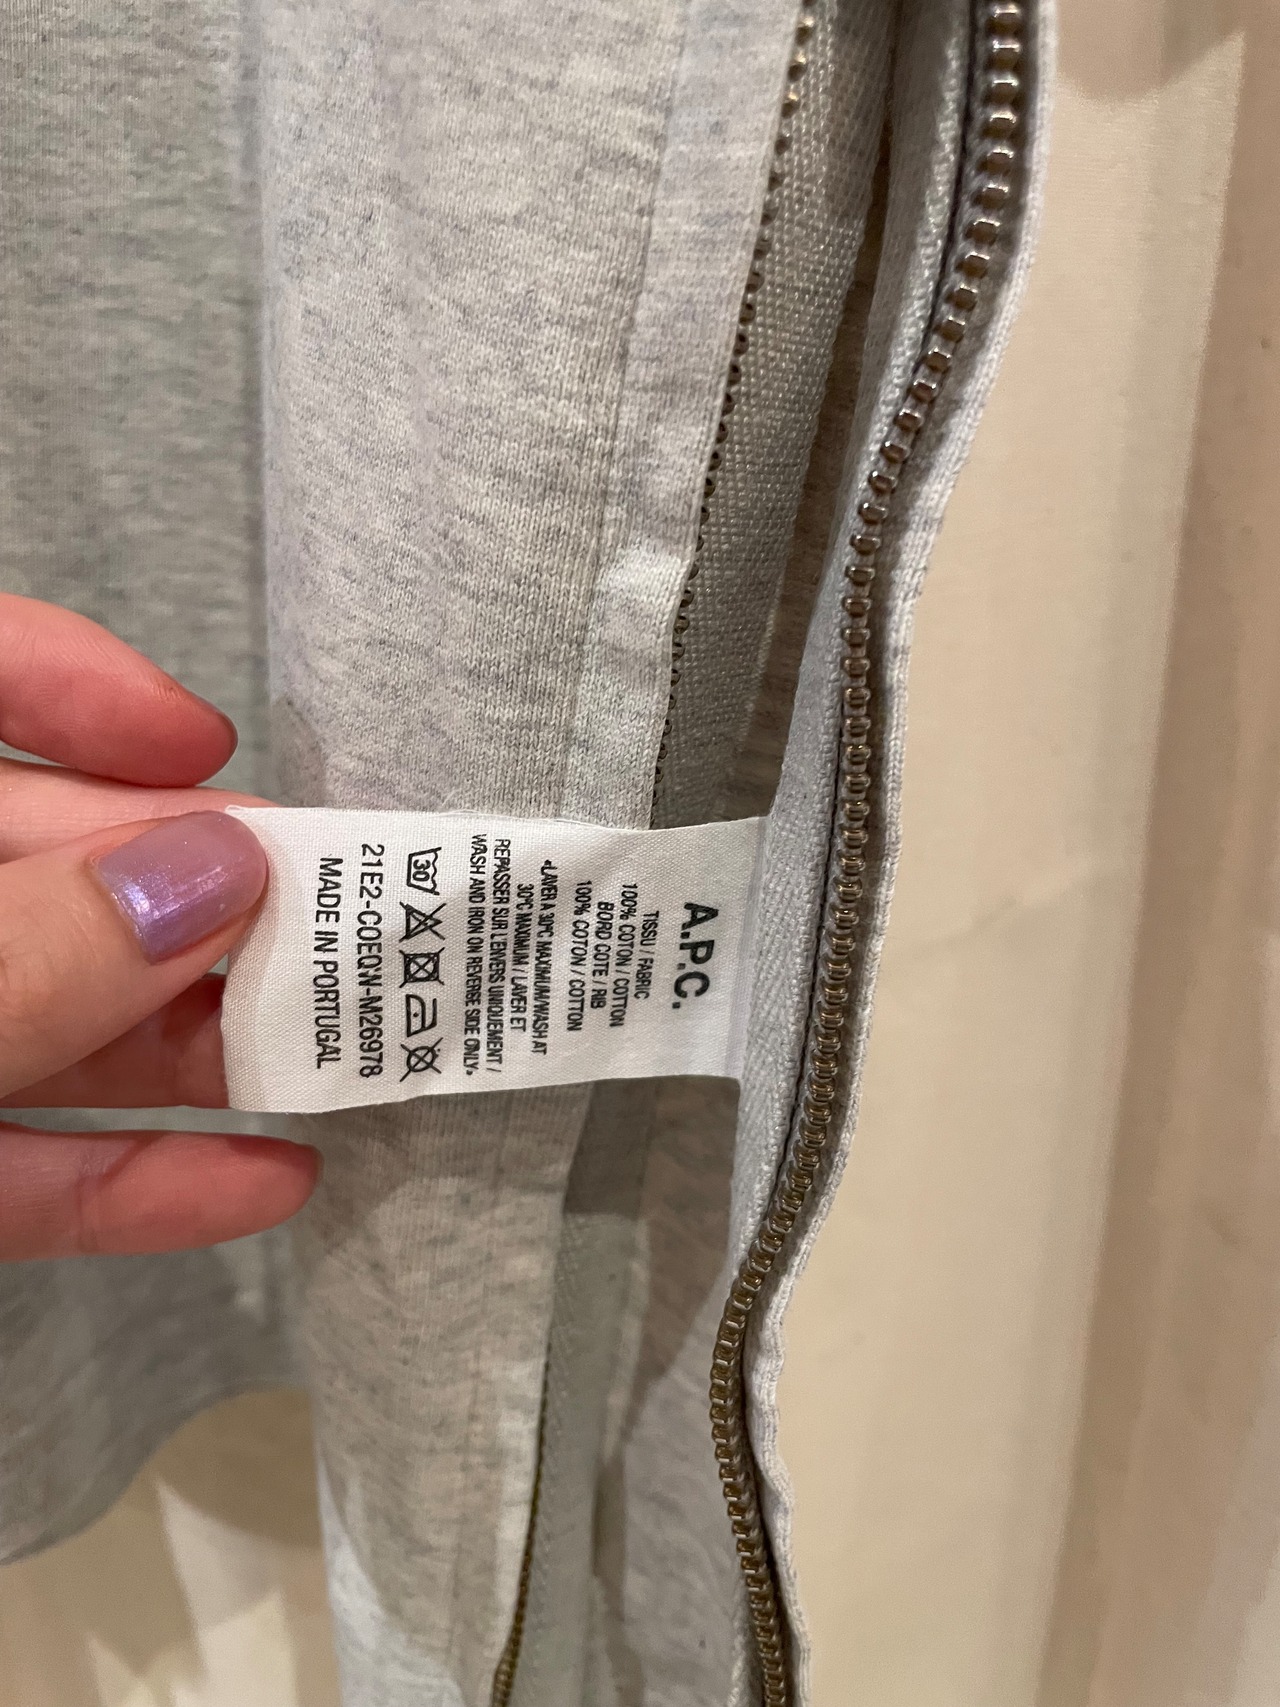 A.P.C.
TISSU / FABRIC
100% COTON / COTTON
BORD COTE / RIB
100% COTON / COTTON
«LAVER A 30°C MAXIMUM/WASH AT
30°C MAXIMUM / LAVER ET
REPASSER SUR L'ENVERS UNIQUEMENT /
WASH AND IRON ON REVERSE SIDE ONLY»
30
21E2-COEQW-M26978
MADE IN PORTUGAL